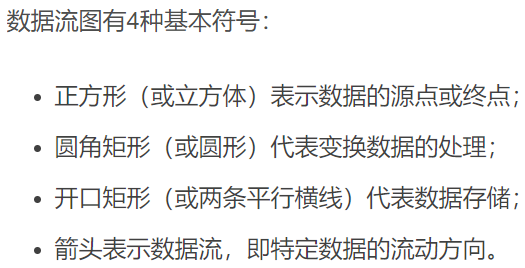 数据流图有4种基本符号：
• 正方形（或立方体）表示数据的源点或终点；
• 圆角矩形（或圆形）代表变换数据的处理；
• 开口矩形（或两条平行横线）代表数据存储；
• 箭头表示数据流，即特定数据的流动方向。